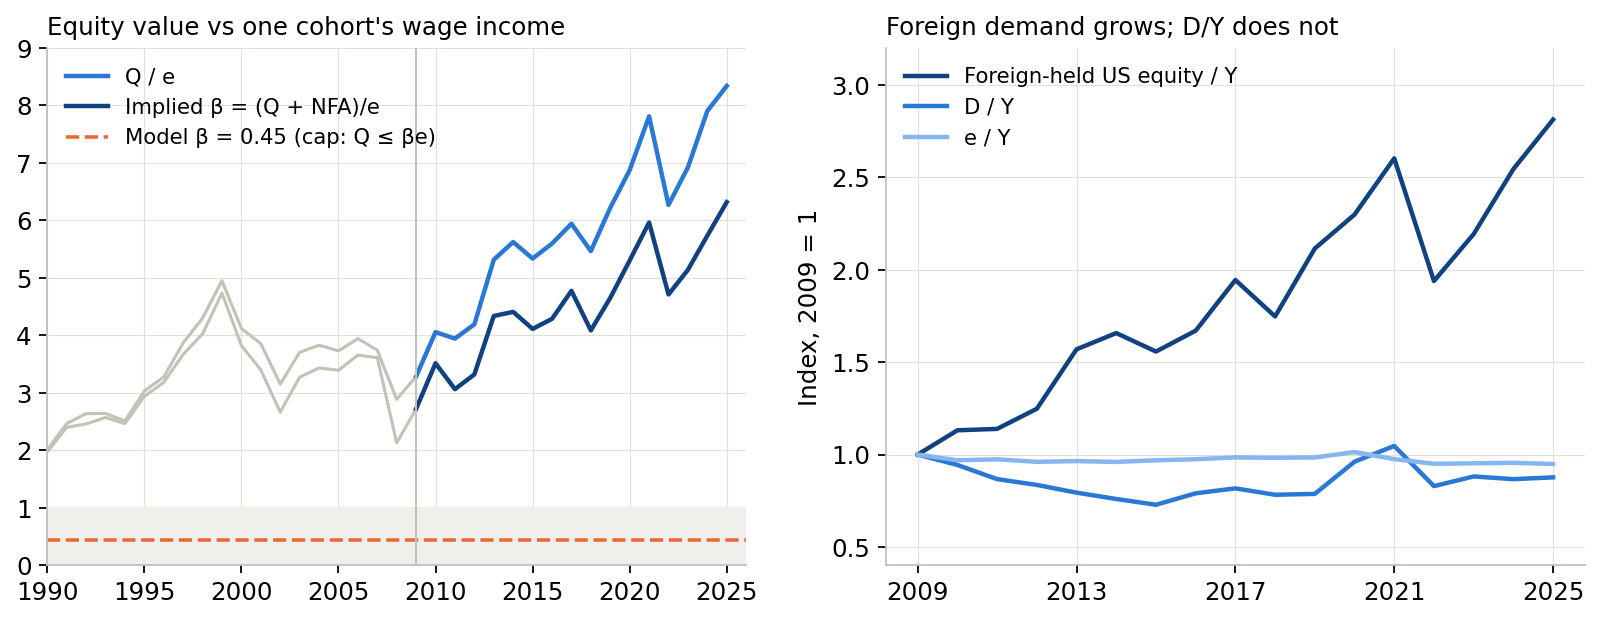 Equity value vs one cohort's wage income
9
8
7
6
5
4
3
2
1
0
Q / e
Implied β = (Q + NFA)/e
Model β = 0.45 (cap: Q ≤ βe)
1990 1995 2000 2005 2010 2015 2020 2025
Foreign demand grows; D/Y does not
Index, 2009 = 1
3.0
2.5
2.0
1.5
1.0
0.5
Foreign-held US equity / Y
D / Y
e / Y
2009 2013 2017 2021 2025